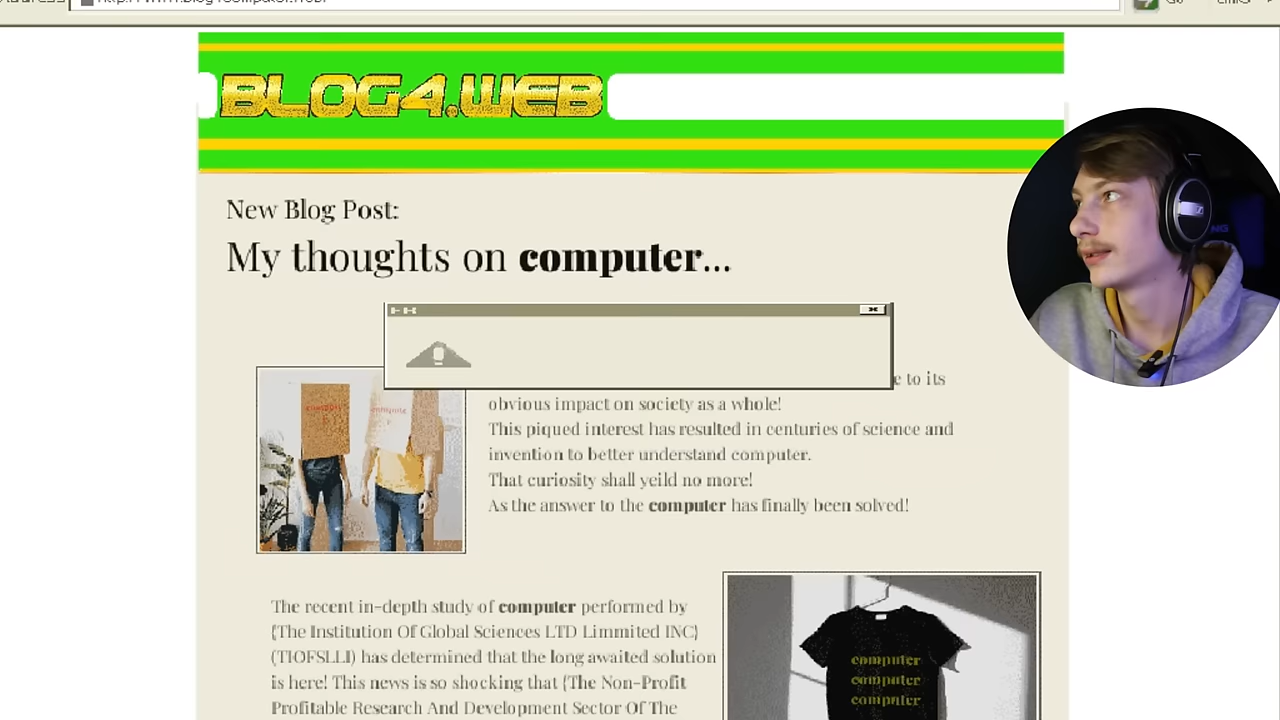 BLOG4.WEB
New Blog Post:
My thoughts on computer...
e to its
obvious impact on society as a whole!
This piqued interest has resulted in centuries of science and
invention to better understand computer.
That curiosity shall yeild no more!
As the answer to the computer has finally been solved!
The recent in-depth study of computer performed by
{The Institution Of Global Sciences LTD Limmited INC}
(TIOFSLLI) has determined that the long awaited solution
is here! This news is so shocking that {The Non-Profit
Profitable Research And Development Sector Of The
computer
computer
computer